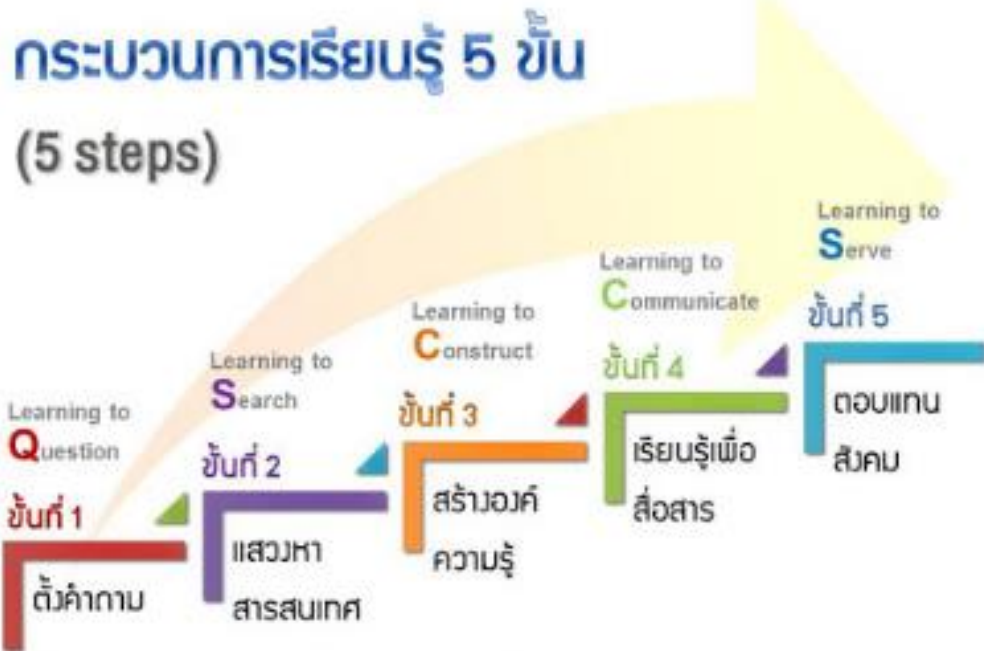 กระบวนการเรียนรู้ 5 ขั้น
(5 steps)
Learning to
Question
ขั้นที่ 1
ตั้งคำถาม
Learning to
Search
ขั้นที่ 2
แสวงหา
สารสนเทศ
Learning to
Construct
ขั้นที่ 3
สร้างองค์
ความรู้
Learning to
Communicate
ขั้นที่ 4
เรียนรู้เพื่อ
สื่อสาร
Learning to
Serve
ขั้นที่ 5
ตอบแทน
สังคม